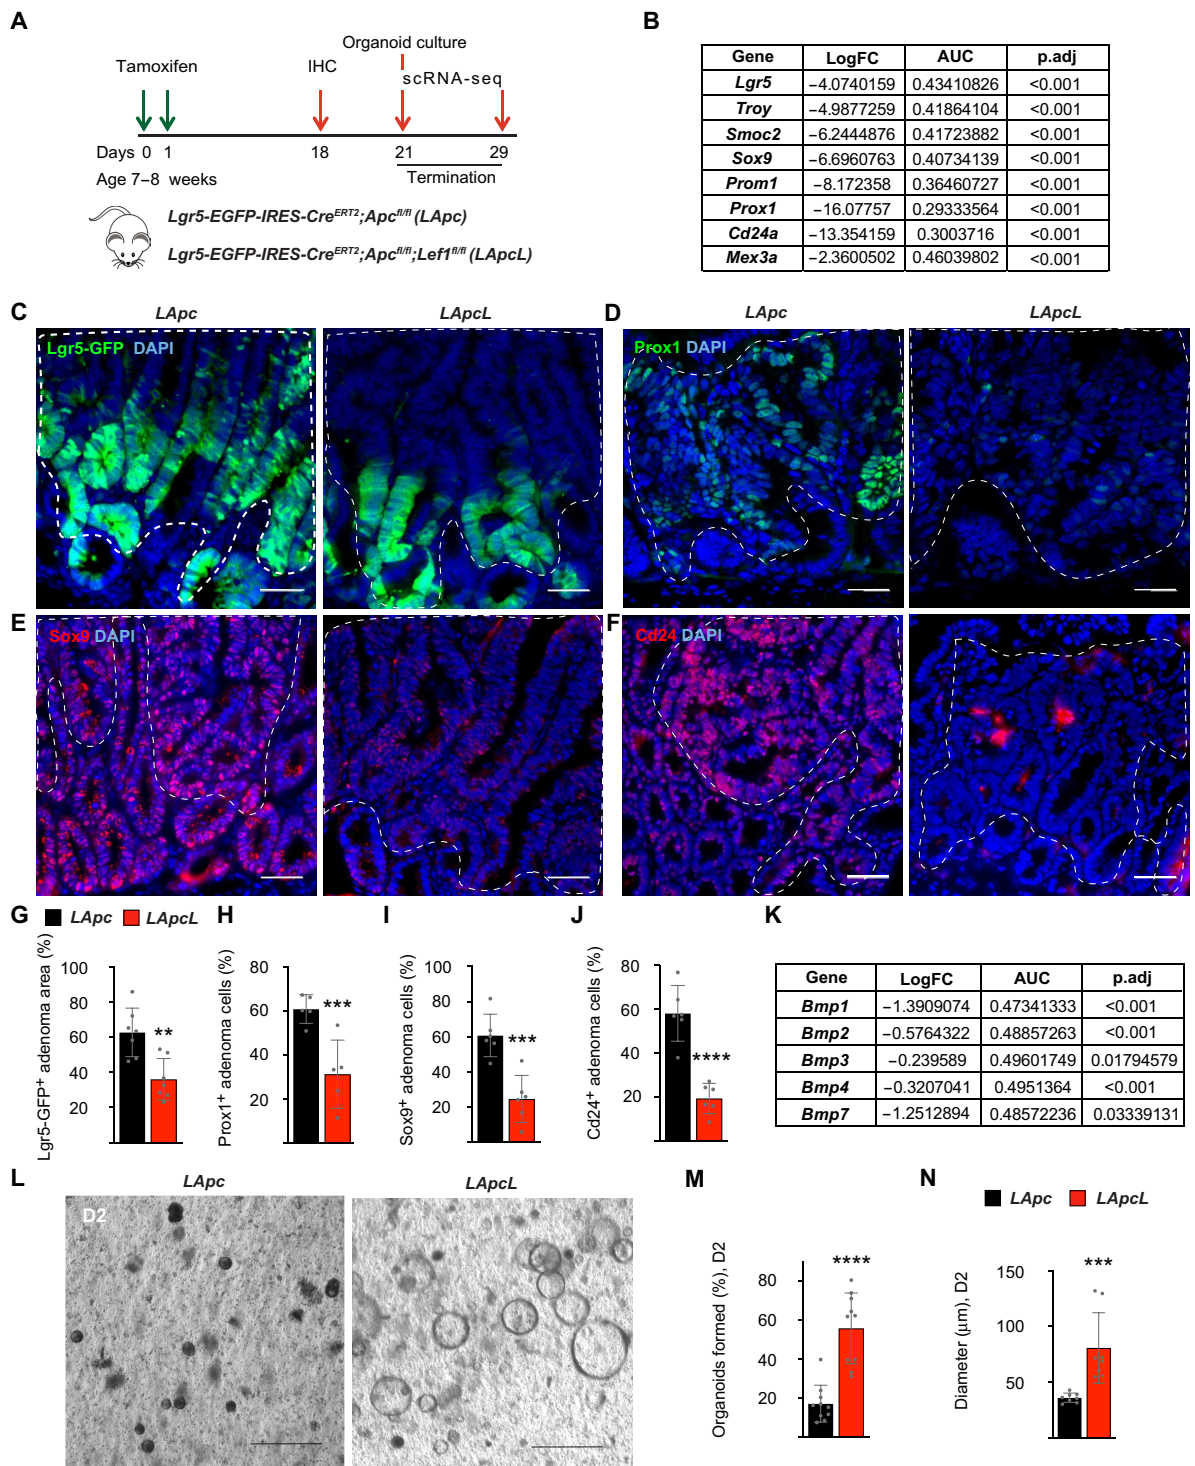 A
Organoid culture
Tamoxifen IHC scRNA-seq
Days 0 1 18 21 29
Age 7–8 weeks Termination
Lgr5-EGFP-IRES-Cre^ERT2;Apc^fl/fl (LApc)
Lgr5-EGFP-IRES-Cre^ERT2;Apc^fl/fl;Lef1^fl/fl (LApcL)
B
Gene LogFC AUC p.adj
Lgr5 −4.0740159 0.43410826 <0.001
Troy −4.9877259 0.41864104 <0.001
Smoc2 −6.2444876 0.41723882 <0.001
Sox9 −6.6960763 0.40734139 <0.001
Prom1 −8.172358 0.36460727 <0.001
Prox1 −16.07757 0.29333564 <0.001
Cd24a −13.354159 0.3003716 <0.001
Mex3a −2.3600502 0.46039802 <0.001
C LApc LApcL
Lgr5-GFP DAPI
D LApc LApcL
Prox1 DAPI
E
Sox9 DAPI
F
Cd24 DAPI
G LApc LApcL
Lgr5-GFP+ adenoma area (%)
100
80
60
40
20
**
H
Prox1+ adenoma cells (%)
80
60
40
20
***
I
Sox9+ adenoma cells (%)
100
80
60
40
20
***
J
Cd24+ adenoma cells (%)
80
60
40
20
****
K
Gene LogFC AUC p.adj
Bmp1 −1.3909074 0.47341333 <0.001
Bmp2 −0.5764322 0.48857263 <0.001
Bmp3 −0.239589 0.49601749 0.01794579
Bmp4 −0.3207041 0.4951364 <0.001
Bmp7 −1.2512894 0.48572236 0.03339131
L LApc LApcL
D2
M
Organoids formed (%), D2
80
60
40
20
****
N
LApc LApcL
Diameter (µm), D2
150
100
50
***